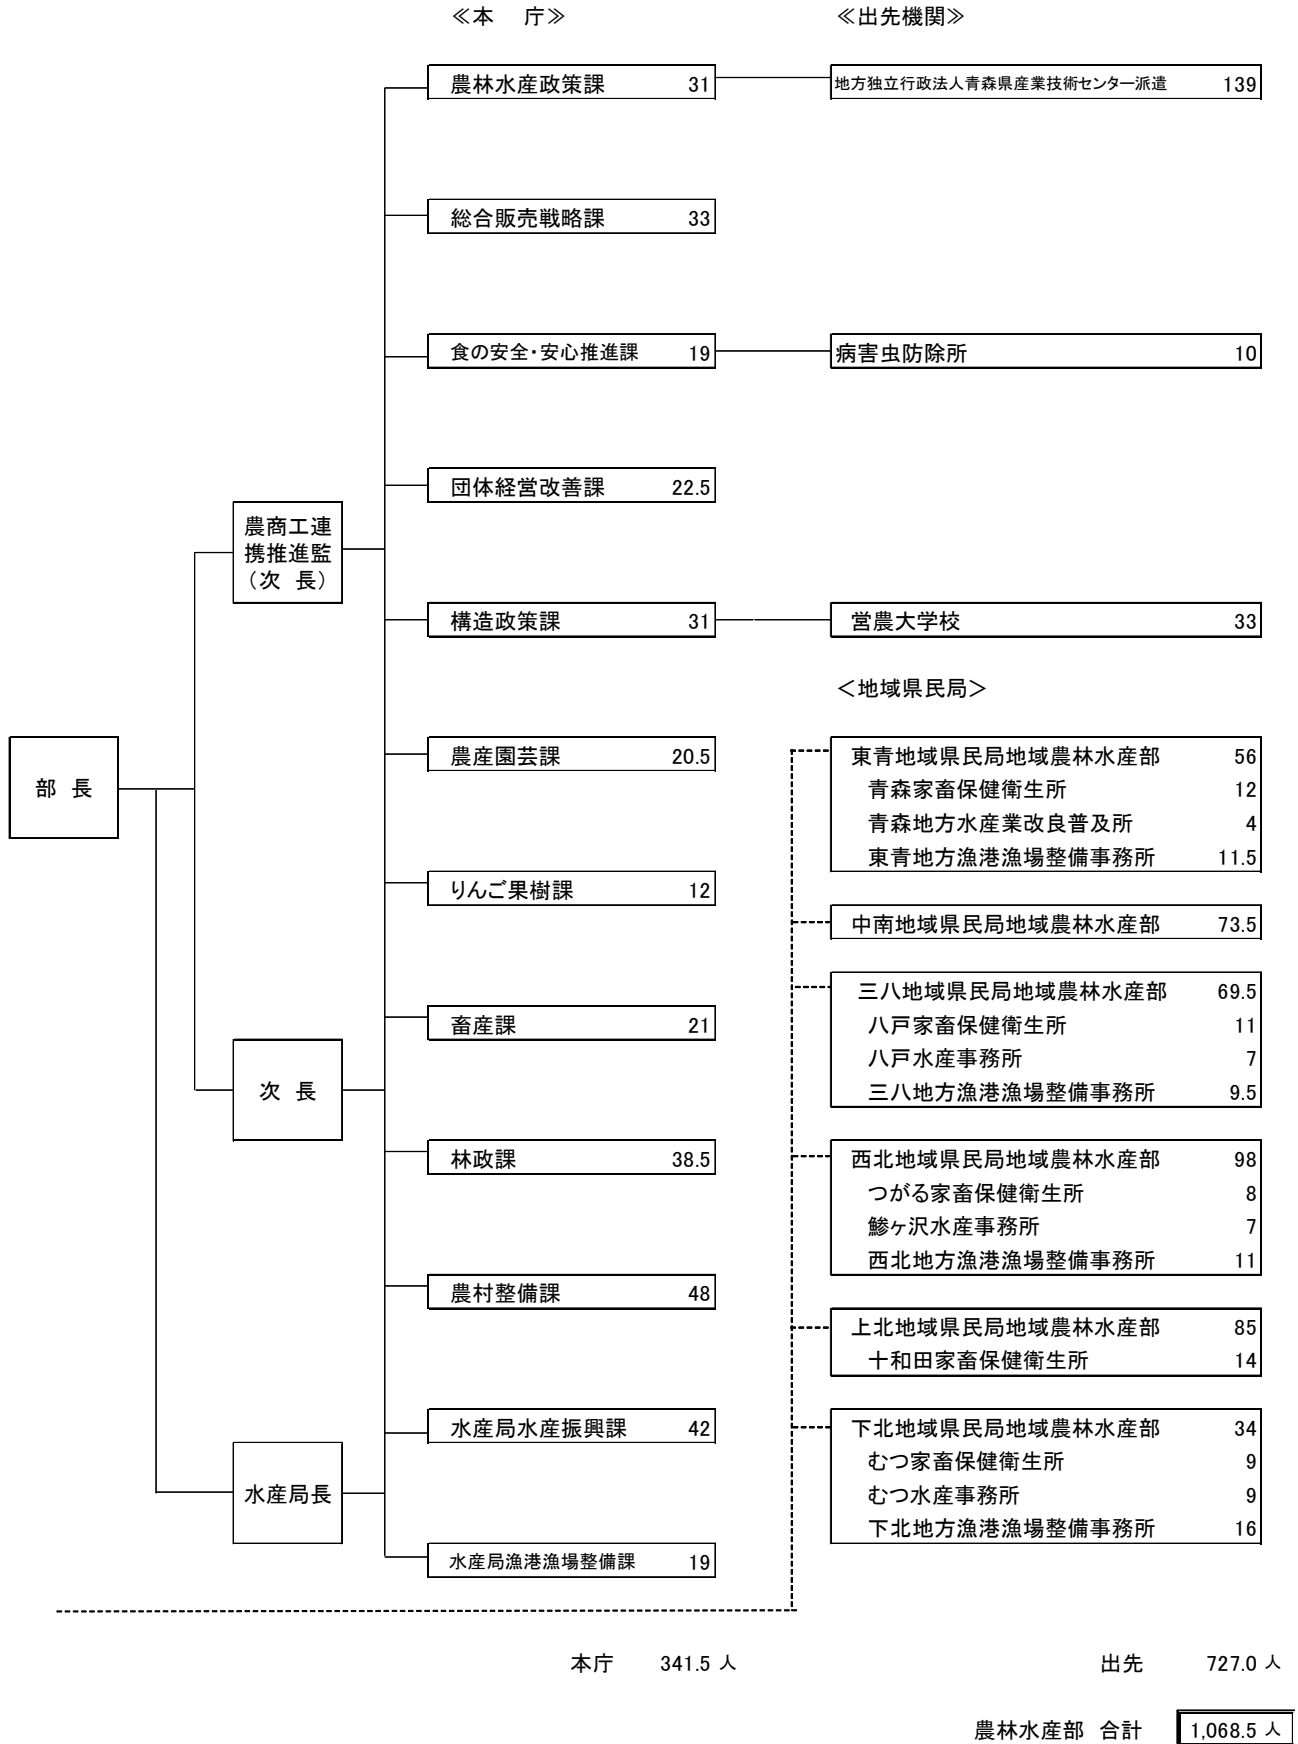 ≪本　庁≫
≪出先機関≫
農林水産政策課 31
地方独立行政法人青森県産業技術センター派遣 139
総合販売戦略課 33
食の安全・安心推進課 19
病害虫防除所 10
団体経営改善課 22.5
農商工連
携推進監
（次 長）
構造政策課 31
営農大学校 33
＜地域県民局＞
部 長
農産園芸課 20.5
東青地域県民局地域農林水産部 56
青森家畜保健衛生所 12
青森地方水産業改良普及所 4
東青地方漁港漁場整備事務所 11.5
りんご果樹課 12
中南地域県民局地域農林水産部 73.5
三八地域県民局地域農林水産部 69.5
八戸家畜保健衛生所 11
八戸水産事務所 7
三八地方漁港漁場整備事務所 9.5
畜産課 21
次 長
林政課 38.5
西北地域県民局地域農林水産部 98
つがる家畜保健衛生所 8
鰺ヶ沢水産事務所 7
西北地方漁港漁場整備事務所 11
農村整備課 48
上北地域県民局地域農林水産部 85
十和田家畜保健衛生所 14
水産局水産振興課 42
下北地域県民局地域農林水産部 34
むつ家畜保健衛生所 9
むつ水産事務所 9
下北地方漁港漁場整備事務所 16
水産局長
水産局漁港漁場整備課 19
本庁 341.5 人
出先 727.0 人
農林水産部 合計 1,068.5 人